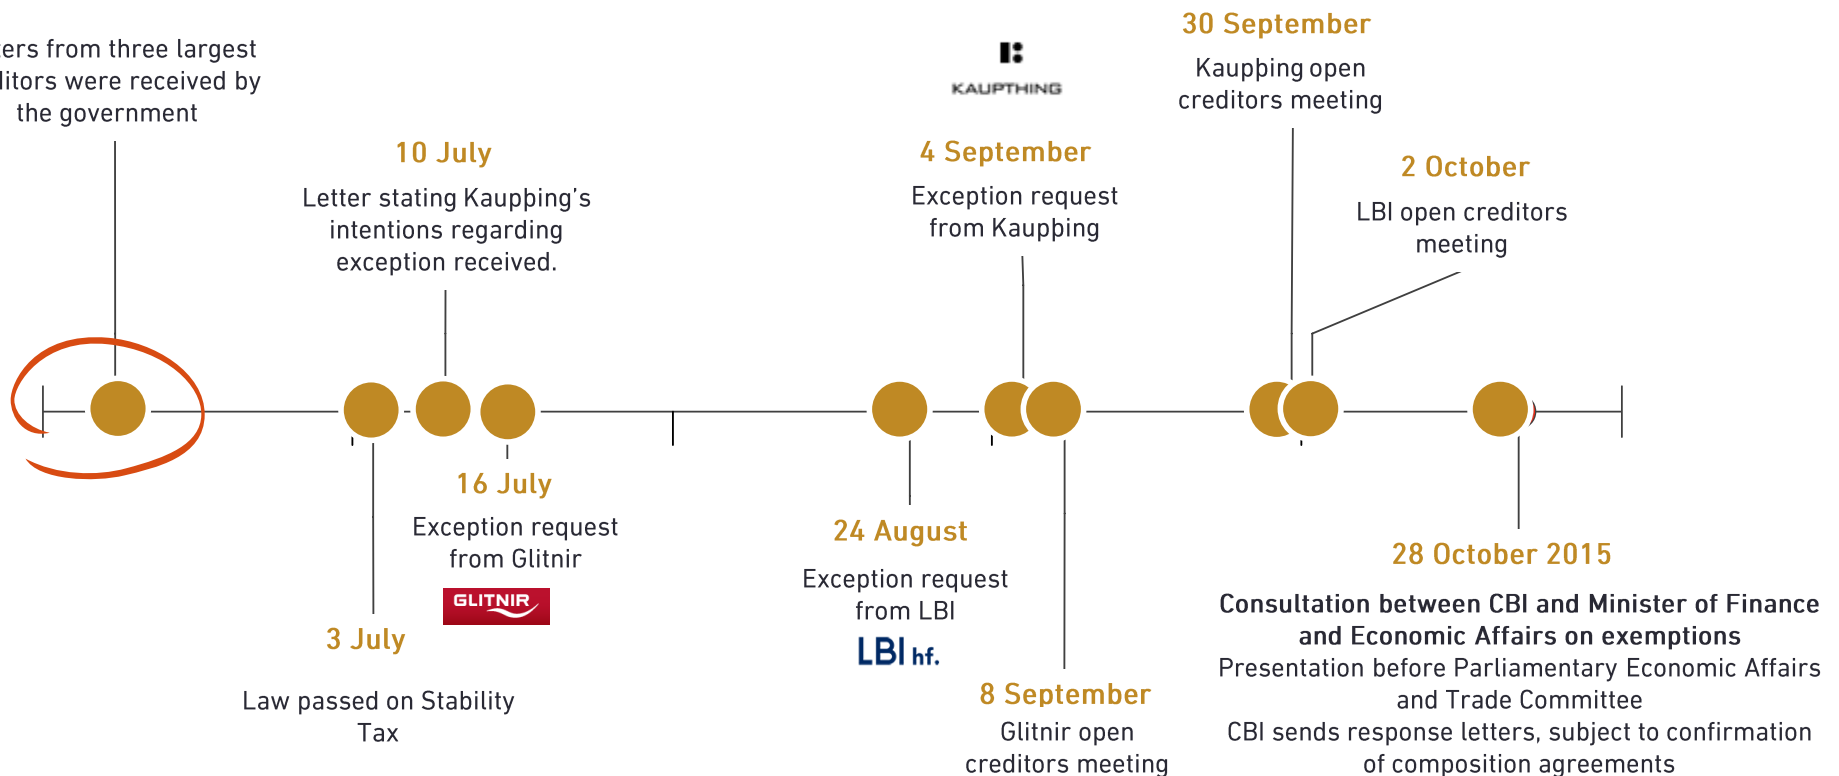 ters from three largest
ditors were received by
the government
10 July
Letter stating Kaupþing’s
intentions regarding
exception received.
KAUPTHING
4 September
Exception request
from Kaupþing
30 September
Kaupþing open
creditors meeting
2 October
LBI open creditors
meeting
3 July
Law passed on Stability
Tax
16 July
Exception request
from Glitnir
GLITNIR
24 August
Exception request
from LBI
LBI hf.
8 September
Glitnir open
creditors meeting
28 October 2015
Consultation between CBI and Minister of Finance
and Economic Affairs on exemptions
Presentation before Parliamentary Economic Affairs
and Trade Committee
CBI sends response letters, subject to confirmation
of composition agreements